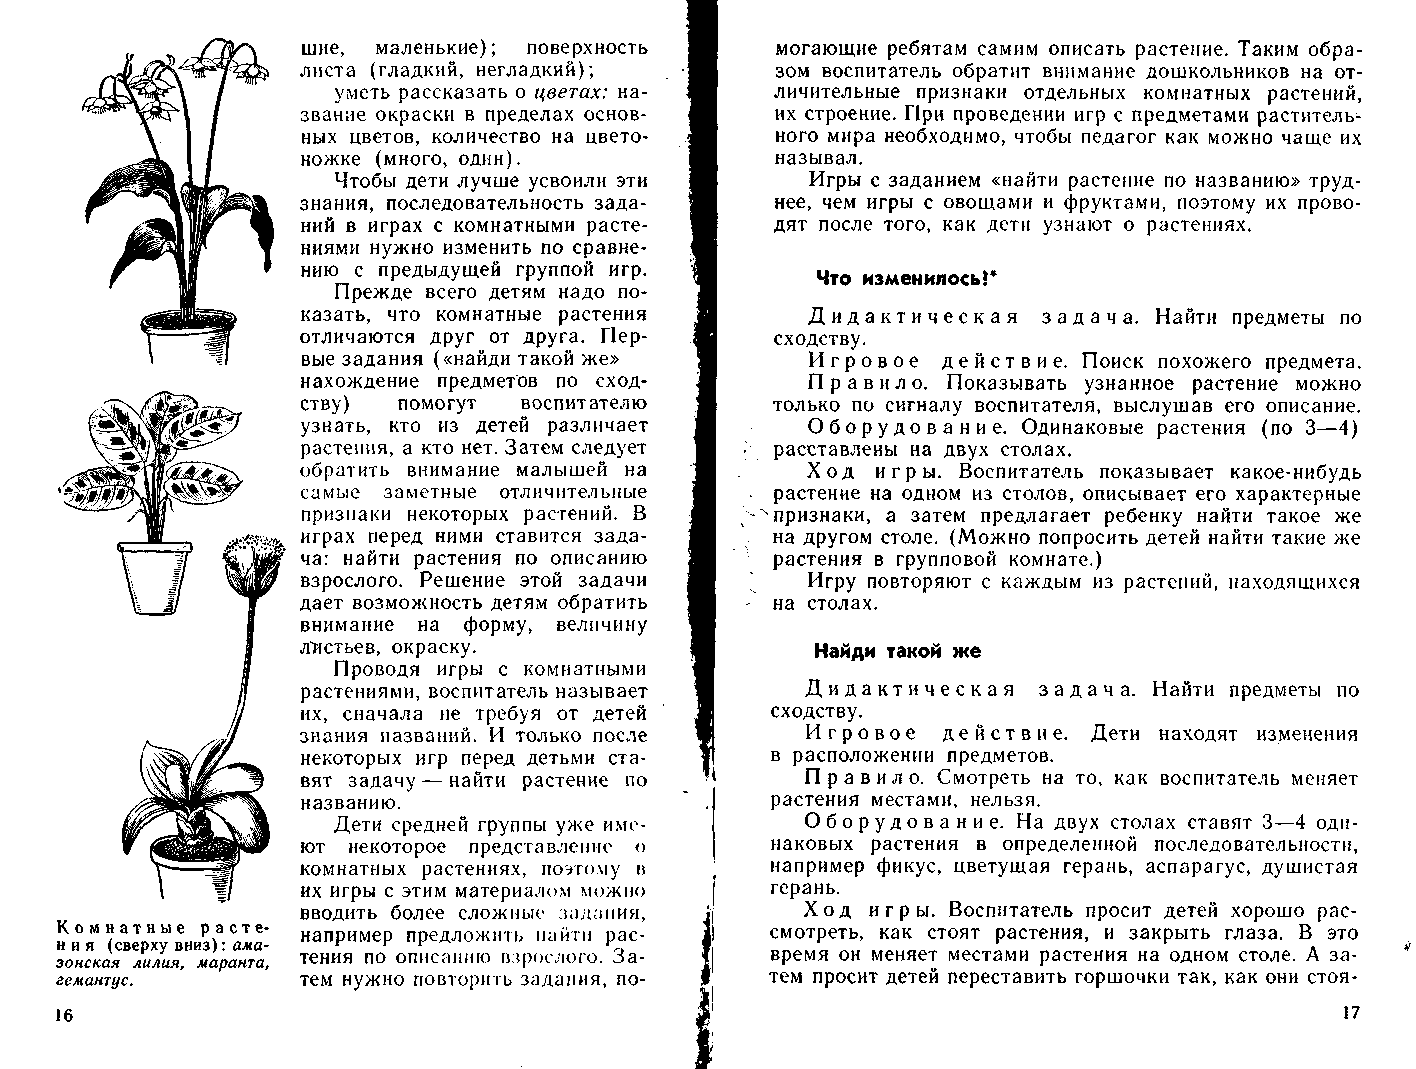 шие, маленькие); поверхность
листа (гладкий, негладкий);
уметь рассказать о цветах: на-
звание окраски в пределах основ-
ных цветов, количество на цвето-
ножке (много, один).
Чтобы дети лучше усвоили эти
знания, последовательность зада-
ний в играх с комнатными расте-
ниями нужно изменить по сравне-
нию с предыдущей группой игр.
Прежде всего детям надо по-
казать, что комнатные растения
отличаются друг от друга. Пер-
вые задания («найди такой же»
нахождение предметов по сход-
ству) помогут воспитателю
узнать, кто из детей различает
растения, а кто нет. Затем следует
обратить внимание малышей на
самые заметные отличительные
признаки некоторых растений. В
играх перед ними ставится зада-
ча: найти растения по описанию
взрослого. Решение этой задачи
дает возможность детям обратить
внимание на форму, величину
листьев, окраску.
Проводя игры с комнатными
растениями, воспитатель называет
их, сначала не требуя от детей
знания названий. И только после
некоторых игр перед детьми ста-
вят задачу — найти растение по
названию.
Дети средней группы уже име-
ют некоторое представление о
комнатных растениях, поэтому в
их игры с этим материалом можно
вводить более сложные задания,
например предложить найти рас-
тения по описанию взрослого. За-
тем нужно повторить задания, по-
Комнатные расте-
ния (сверху вниз): ама-
зонская лилия, маранта,
гемантус.
16
могающие ребятам самим описать растение. Таким обра-
зом воспитатель обратит внимание дошкольников на от-
личительные признаки отдельных комнатных растений,
их строение. При проведении игр с предметами раститель-
ного мира необходимо, чтобы педагог как можно чаще их
называл.
Игры с заданием «найти растение по названию» труд-
нее, чем игры с овощами и фруктами, поэтому их прово-
дят после того, как дети узнают о растениях.
Что изменилось?*
Дидактическая задача. Найти предметы по
сходству.
Игровое действие. Поиск похожего предмета.
Правило. Показывать узнанное растение можно
только по сигналу воспитателя, выслушав его описание.
Оборудование. Одинаковые растения (по 3—4)
расставлены на двух столах.
Ход игры. Воспитатель показывает какое-нибудь
растение на одном из столов, описывает его характерные
признаки, а затем предлагает ребенку найти такое же
на другом столе. (Можно попросить детей найти такие же
растения в групповой комнате.)
Игру повторяют с каждым из растений, находящихся
на столах.
Найди такой же
Дидактическая задача. Найти предметы по
сходству.
Игровое действие. Дети находят изменения
в расположении предметов.
Правило. Смотреть на то, как воспитатель меняет
растения местами, нельзя.
Оборудование. На двух столах ставят 3—4 оди-
наковых растения в определенной последовательности,
например фикус, цветущая герань, аспарагус, душистая
герань.
Ход игры. Воспитатель просит детей хорошо рас-
смотреть, как стоят растения, и закрыть глаза. В это
время он меняет местами растения на одном столе. А за-
тем просит детей переставить горшочки так, как они стоя-
17